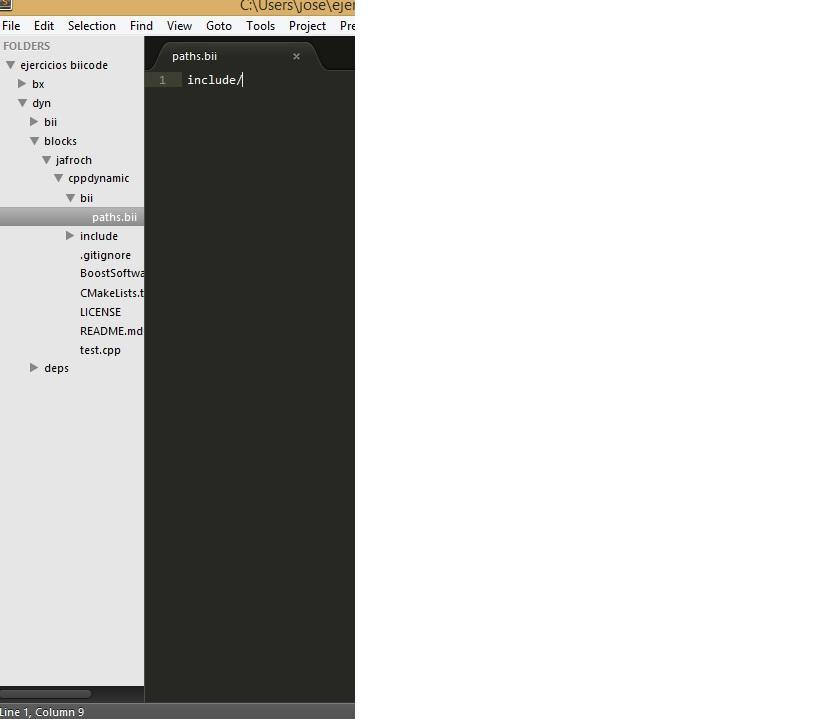 C:\Users\jose\ejer
File Edit Selection Find View Goto Tools Project Pre
FOLDERS
ejercicios biicode
bx
dyn
bii
blocks
jafroch
cppdynamic
bii
paths.bii
include
.gitignore
BoostSoftwa
CMakeLists.t
LICENSE
README.md
test.cpp
deps
paths.bii ×
1 include/
Line 1, Column 9